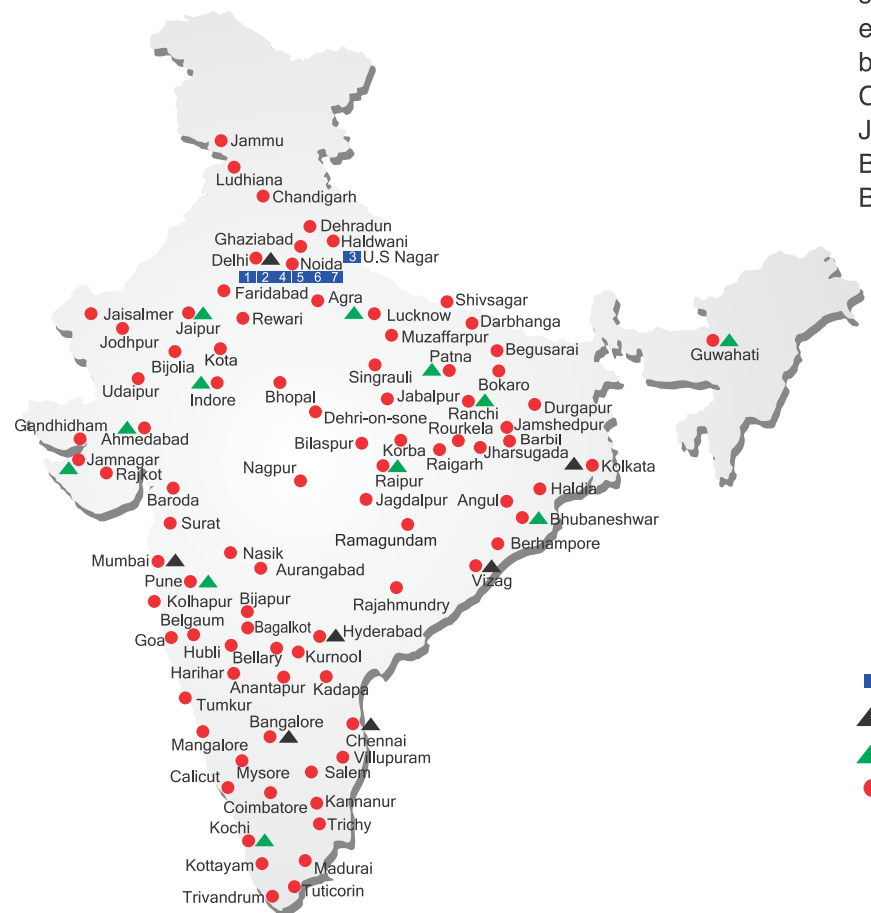 e
b
C
J
B
B
Jammu
Ludhiana
Chandigarh
Dehradun
Ghaziabad
Haldwani
Delhi
Noida
3
U.S Nagar
1 2 4 5 6 7
Faridabad
Agra
Jaisalmer
Jaipur
Lucknow
Shivsagar
Jodhpur
Rewari
Darbhanga
Muzaffarpur
Bijolia
Kota
Patna
Begusarai
Guwahati
Singrauli
Udaipur
Indore
Bhopal
Jabalpur
Bokaro
Dehri-on-sone
Ranchi
Durgapur
Gandhidham
Ahmedabad
Rourkela
Jamshedpur
Bilaspur
Korba
Barbil
Raigarh
Jharsugada
Jamnagar
Rajkot
Nagpur
Raipur
Kolkata
Baroda
Jagdalpur
Angul
Haldia
Surat
Bhubaneshwar
Ramagundam
Berhampore
Nasik
Mumbai
Aurangabad
Vizag
Pune
Kolhapur
Bijapur
Rajahmundry
Belgaum
Bagalkot
Hyderabad
Goa
Hubli
Bellary
Kurnool
Harihar
Anantapur
Kadapa
Tumkur
Bangalore
Chennai
Mangalore
Villupuram
Mysore
Salem
Calicut
Coimbatore
Kannanur
Kochi
Trichy
Kottayam
Madurai
Trivandrum
Tuticorin